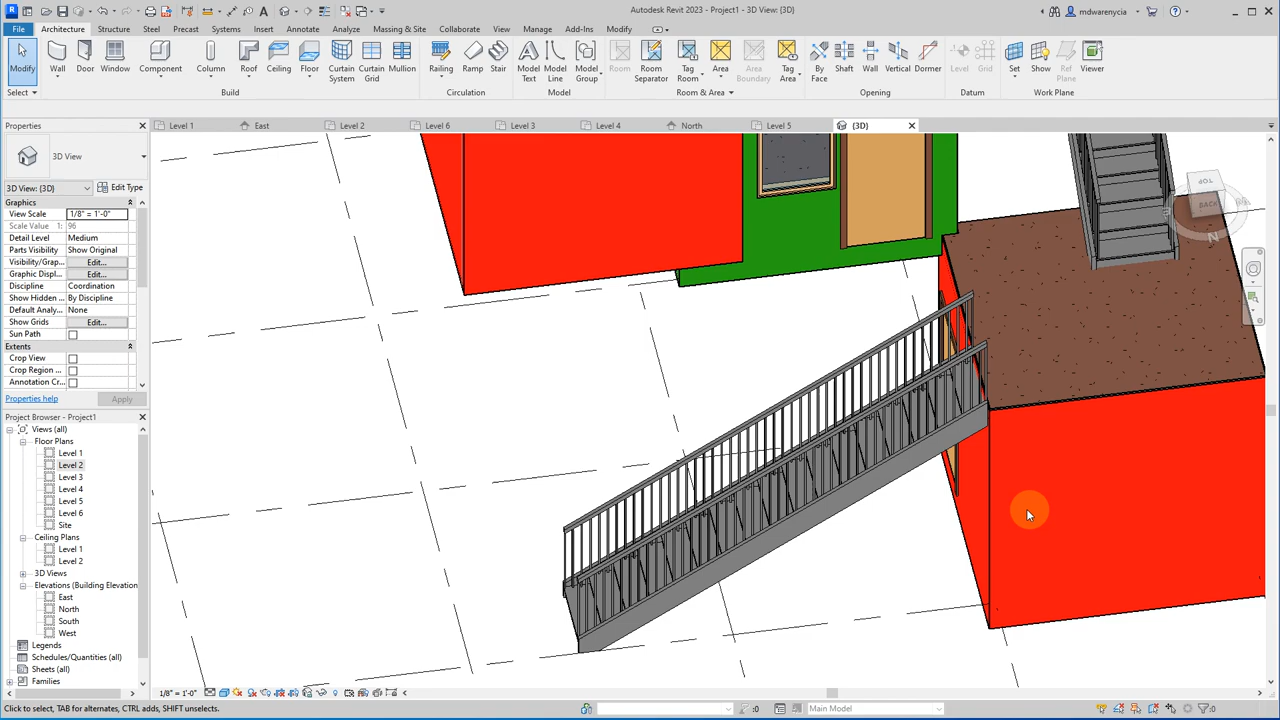 Autodesk Revit 2023 - Project1 - 3D View: {3D}
mdwarenycia
File Architecture Structure Steel Precast Systems Insert Annotate Analyze Massing & Site Collaborate View Manage Add-Ins Modify
Modify Wall Door Window Component Column Roof Ceiling Floor Curtain System Curtain Grid Mullion Railing Ramp Stair Model Text Model Line Model Group Room Room Separator Tag Room Area Area Boundary Tag Area By Face Shaft Wall Vertical Dormer Level Grid Set Show Ref Plane Viewer
Select Build Circulation Model Room & Area Opening Datum Work Plane
Properties
Level 1 East Level 2 Level 6 Level 3 Level 4 North Level 5 {3D}
3D View
3D View: {3D} Edit Type
Graphics
View Scale 1/8" = 1'-0"
Scale Value 1: 96
Detail Level Medium
Parts Visibility Show Original
Visibility/Grap... Edit...
Graphic Displ... Edit...
Discipline Coordination
Show Hidden ... By Discipline
Default Analy... None
Show Grids Edit...
Sun Path
Extents
Crop View
Crop Region ...
Annotation Cr...
Properties help Apply
Project Browser - Project1
Views (all)
Floor Plans
Level 1
Level 2
Level 3
Level 4
Level 5
Level 6
Site
Ceiling Plans
Level 1
Level 2
3D Views
Elevations (Building Elevation
East
North
South
West
Legends
Schedules/Quantities (all)
Sheets (all)
Families
TOP
BACK
N
1/8" = 1'-0"
Click to select, TAB for alternates, CTRL adds, SHIFT unselects.
:0
Main Model
:0